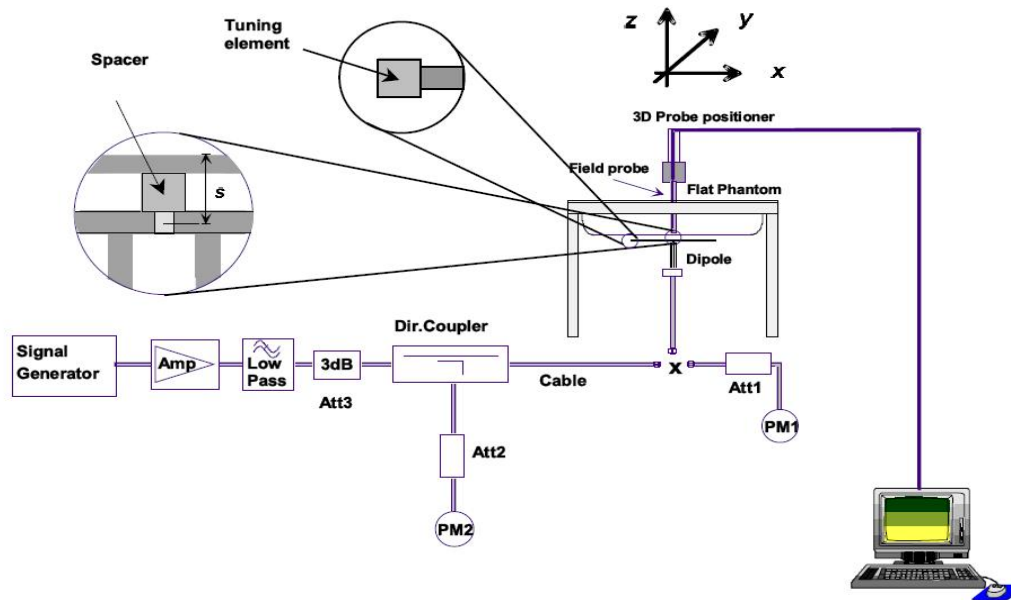 Tuning
element
z
y
x
Spacer
3D Probe positioner
Field probe
Flat Phantom
s
Dipole
Dir.Coupler
Signal
Generator
Amp
Low
Pass
3dB
Att3
Cable
x
Att1
PM1
Att2
PM2